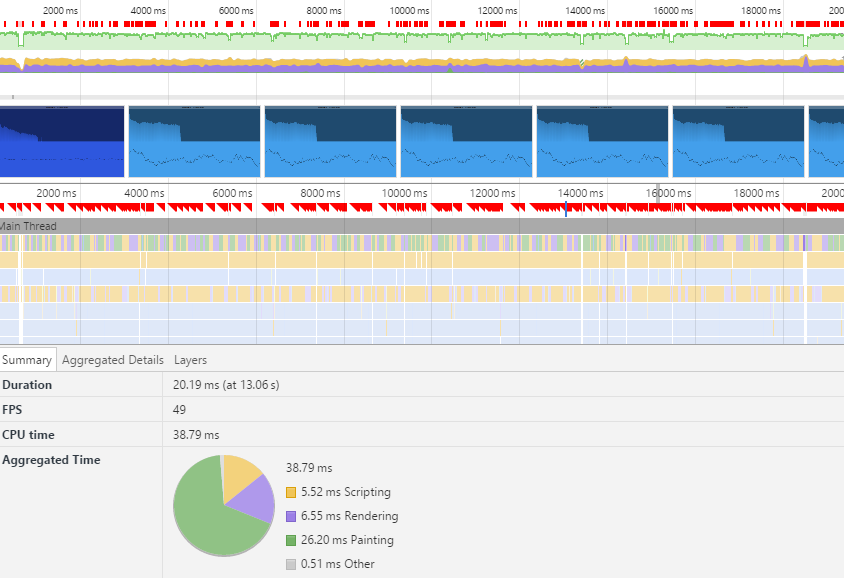 2000 ms 4000 ms 6000 ms 8000 ms 10000 ms 12000 ms 14000 ms 16000 ms 18000 ms 200
2000 ms 4000 ms 6000 ms 8000 ms 10000 ms 12000 ms 14000 ms 16000 ms 18000 ms 2000
Main Thread
Summary Aggregated Details Layers
Duration 20.19 ms (at 13.06 s)
FPS 49
CPU time 38.79 ms
Aggregated Time
38.79 ms
5.52 ms Scripting
6.55 ms Rendering
26.20 ms Painting
0.51 ms Other